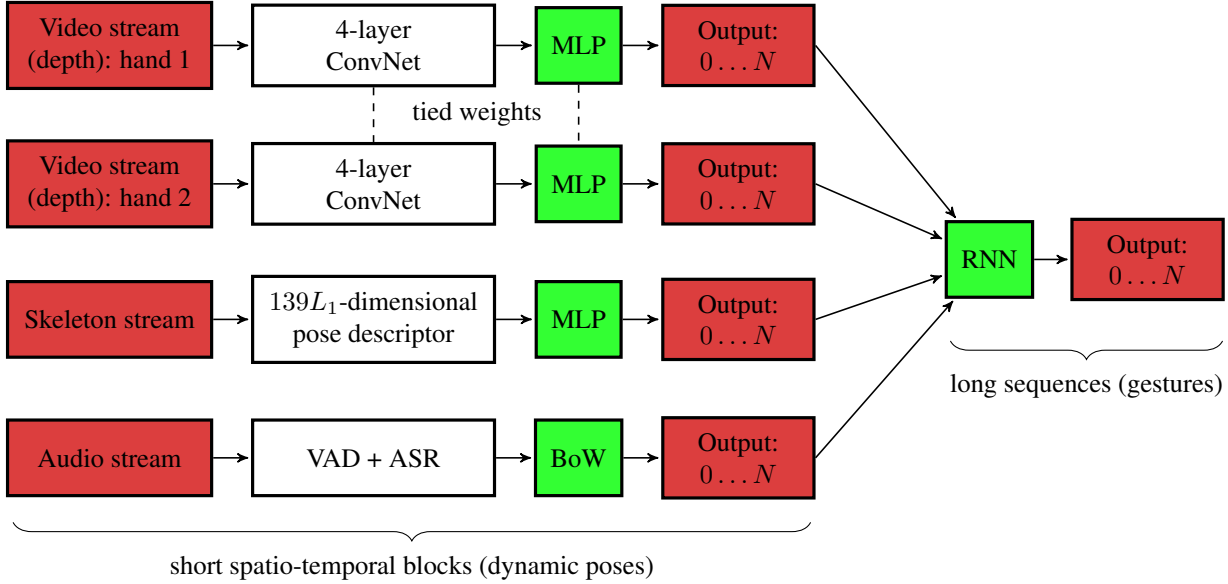 Video stream
(depth): hand 1
4-layer
ConvNet
MLP
Output:
0 . . . N
tied weights
Video stream
(depth): hand 2
4-layer
ConvNet
MLP
Output:
0 . . . N
RNN
Output:
0 . . . N
Skeleton stream
139L₁-dimensional
pose descriptor
MLP
Output:
0 . . . N
long sequences (gestures)
Audio stream
VAD + ASR
BoW
Output:
0 . . . N
short spatio-temporal blocks (dynamic poses)